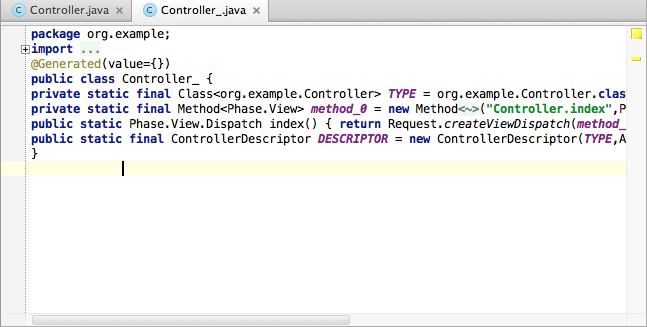 Controller.java
Controller_.java
package org.example;
import ...
@Generated(value={})
public class Controller_ {
private static final Class<org.example.Controller> TYPE = org.example.Controller.clas
private static final Method<Phase.View> method_0 = new Method<~>("Controller.index",P
public static Phase.View.Dispatch index() { return Request.createViewDispatch(method_
public static final ControllerDescriptor DESCRIPTOR = new ControllerDescriptor(TYPE,A
}